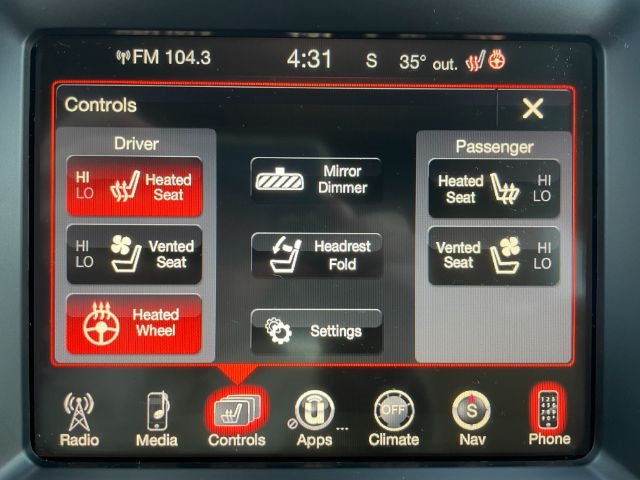 FM 104.3 4:31 S 35° out.
Controls X
Driver
HI
LO
Heated
Seat
HI
LO
Vented
Seat
Heated
Wheel
Mirror
Dimmer
Headrest
Fold
Settings
Passenger
Heated
Seat
HI
LO
Vented
Seat
HI
LO
OFF S
Radio Media Controls Apps ... Climate Nav Phone